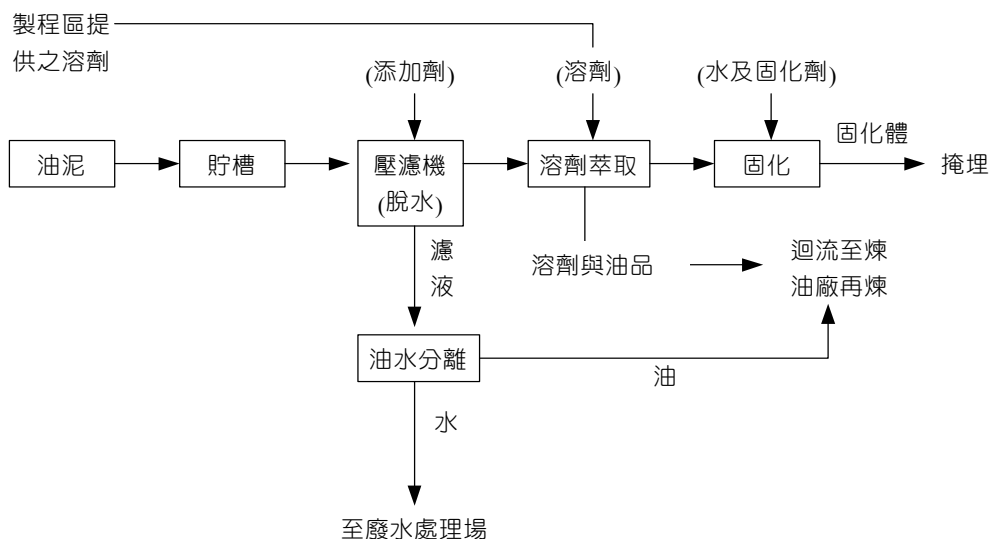 製程區提
供之溶劑
(添加劑)
(溶劑)
(水及固化劑)
油泥
貯槽
壓濾機
(脫水)
溶劑萃取
固化
固化體
掩埋
濾
液
溶劑與油品
迴流至煉
油廠再煉
油水分離
油
水
至廢水處理場